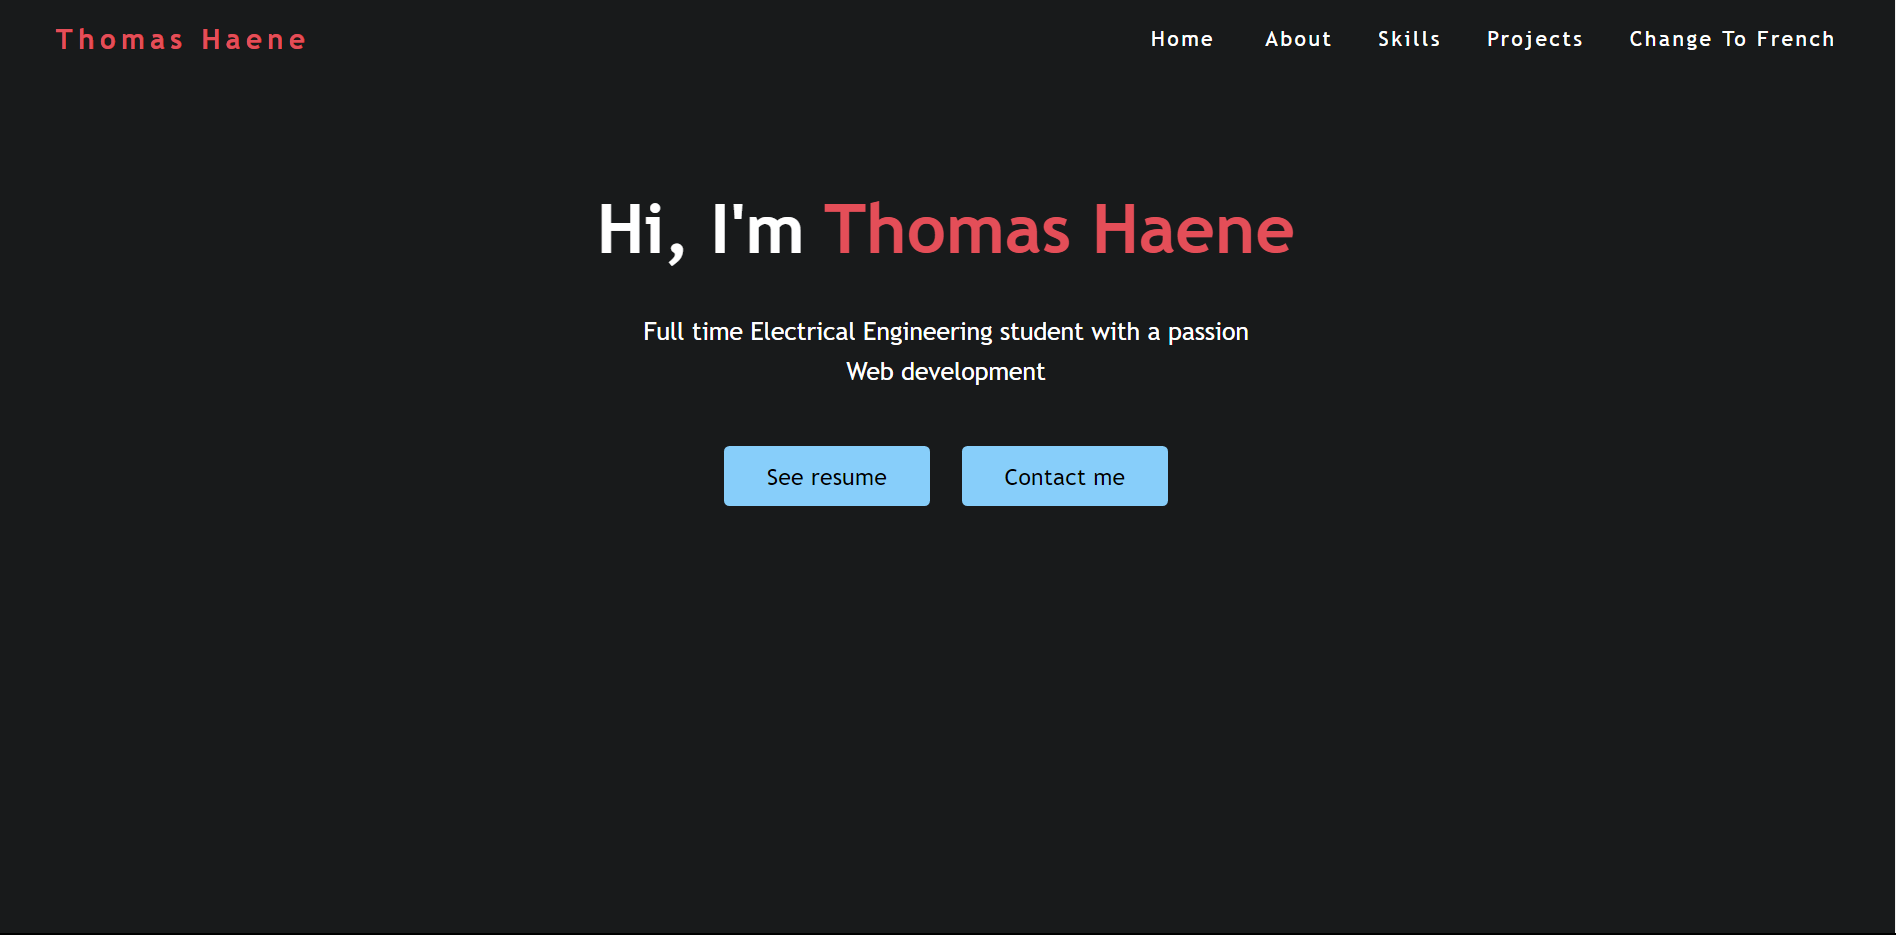 Thomas Haene
Home About Skills Projects Change To French
Hi, I'm Thomas Haene
Full time Electrical Engineering student with a passion
Web development
See resume Contact me